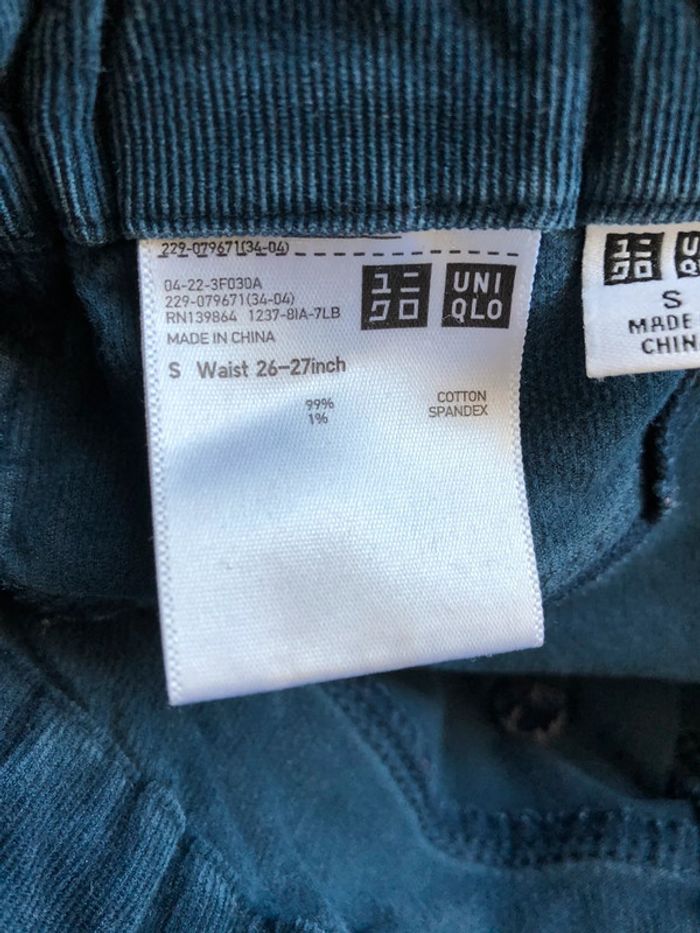 229-079671(34-04)
04-22-3F030A
229-079671(34-04)
RN139864 1237-8IA-7LB
MADE IN CHINA
S Waist 26-27inch
99% COTTON
1% SPANDEX
ユニ
クロ
UNI
QLO
ユニ
クロ
U
Q
S
MADE
CHIN